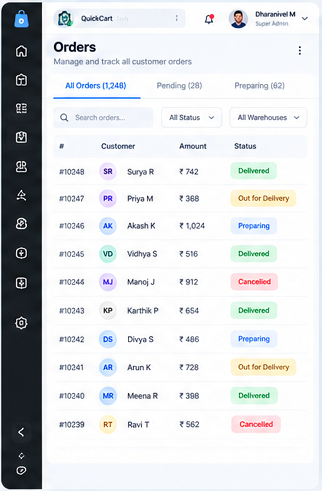 QuickCart
Dharanivel M
Super Admin
Orders
Manage and track all customer orders
All Orders (1,248) Pending (28) Preparing (62)
Search orders... All Status All Warehouses
# Customer Amount Status
#10248 SR Surya R ₹ 742 Delivered
#10247 PR Priya M ₹ 368 Out for Delivery
#10246 AK Akash K ₹ 1,024 Preparing
#10245 VD Vidhya S ₹ 516 Delivered
#10244 MJ Manoj J ₹ 912 Cancelled
#10243 KP Karthik P ₹ 654 Delivered
#10242 DS Divya S ₹ 486 Preparing
#10241 AR Arun K ₹ 728 Out for Delivery
#10240 MR Meena R ₹ 398 Delivered
#10239 RT Ravi T ₹ 562 Cancelled